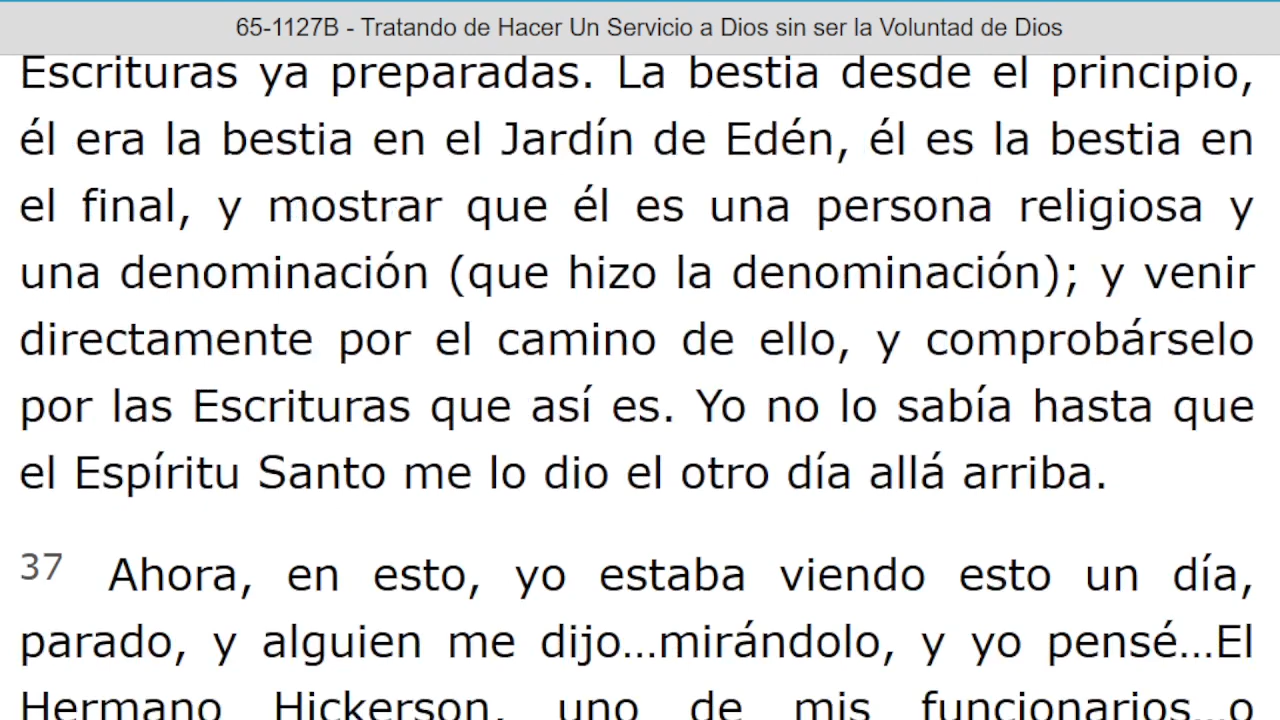 65-1127B - Tratando de Hacer Un Servicio a Dios sin ser la Voluntad de Dios
Escrituras ya preparadas. La bestia desde el principio,
él era la bestia en el Jardín de Edén, él es la bestia en
el final, y mostrar que él es una persona religiosa y
una denominación (que hizo la denominación); y venir
directamente por el camino de ello, y comprobárselo
por las Escrituras que así es. Yo no lo sabía hasta que
el Espíritu Santo me lo dio el otro día allá arriba.
37 Ahora, en esto, yo estaba viendo esto un día,
parado, y alguien me dijo...mirándolo, y yo pensé...El
Hermano Hickerson, uno de mis funcionarios...o